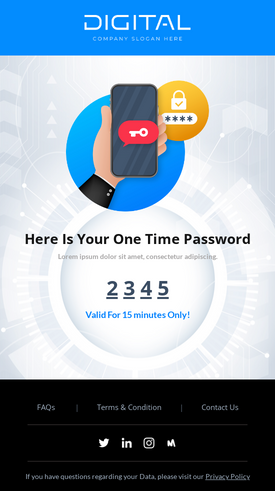 DIGITAL
COMPANY SLOGAN HERE
****
Here Is Your One Time Password
Lorem ipsum dolor sit amet, consectetur adipiscing.
2 3 4 5
Valid For 15 minutes Only!
FAQs | Terms & Condition | Contact Us
If you have questions regarding your Data, please visit our Privacy Policy